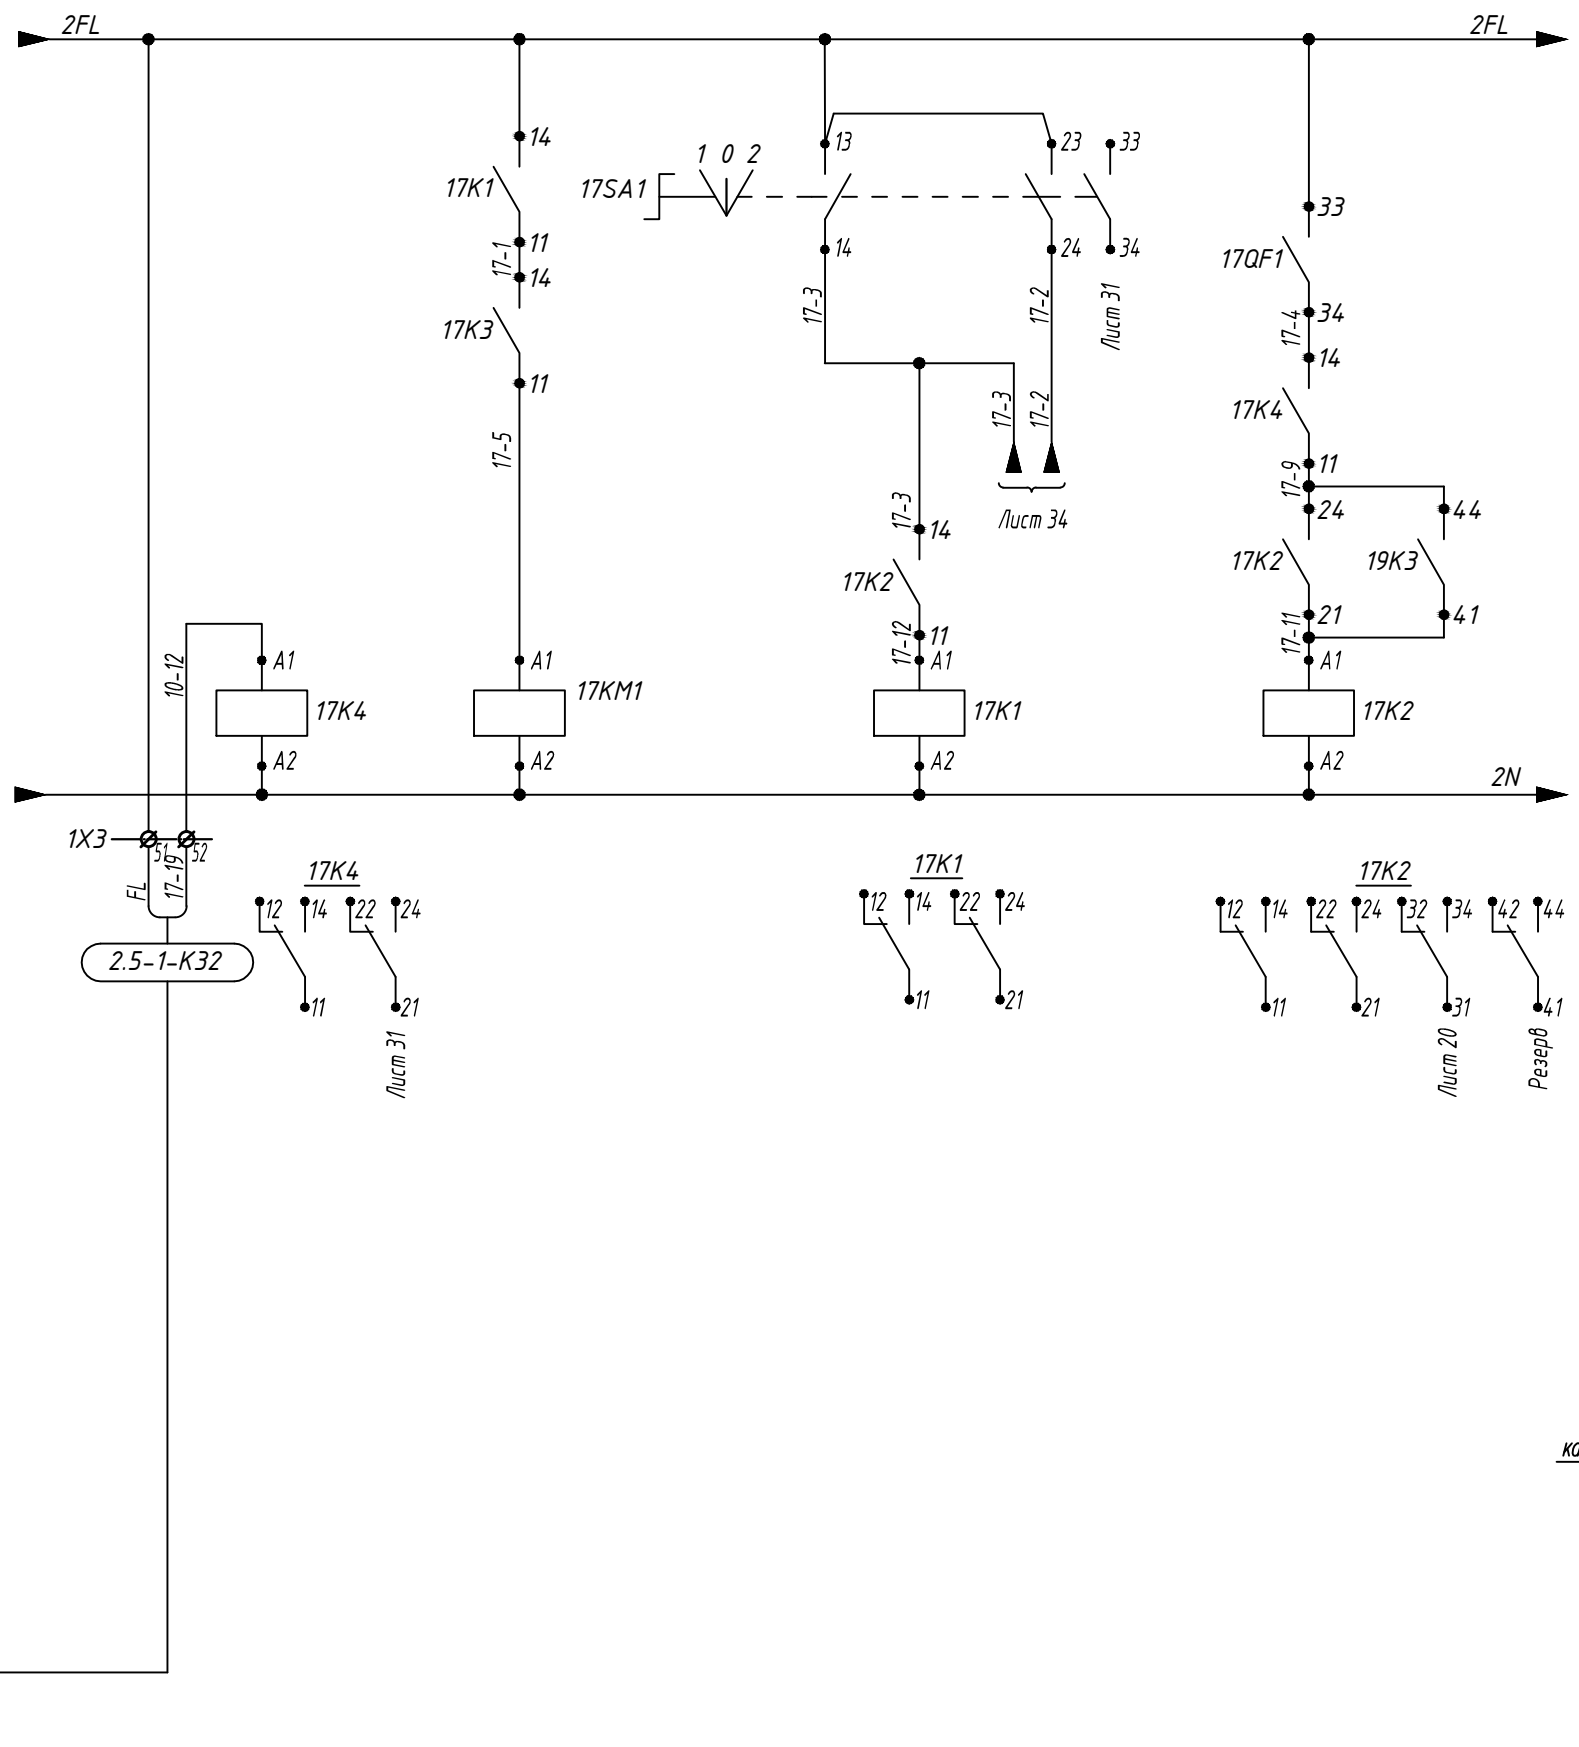 2FL
2FL
14
17K1
11
17-1
14
17K3
11
17-5
17SA1
1 0 2
13
23
33
14
24
34
17-3
17-2
Лист 31
17-3
17-2
Лист 34
17-3
14
17K2
11
17-12
33
17QF1
34
17-4
14
17K4
11
17-9
24
44
17K2
19K3
21
41
17-11
10-12
A1
17K4
A2
A1
17KM1
A2
A1
17K1
A2
A1
17K2
A2
2N
1X3
51
52
FL
17-19
2.5-1-K32
17K4
12
14
22
24
11
21
Лист 31
17K1
12
14
22
24
11
21
17K2
12
14
22
24
32
34
42
44
11
21
31
41
Лист 20
Резерв